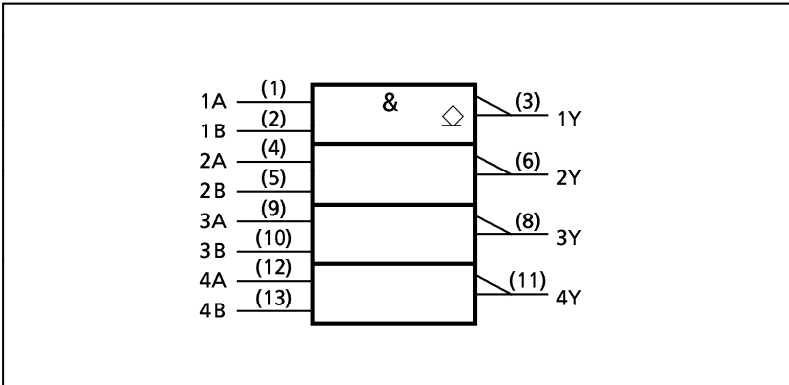 1A (1) & (3) 1Y
1B (2)
2A (4) (6) 2Y
2B (5)
3A (9) (8) 3Y
3B (10)
4A (12) (11) 4Y
4B (13)